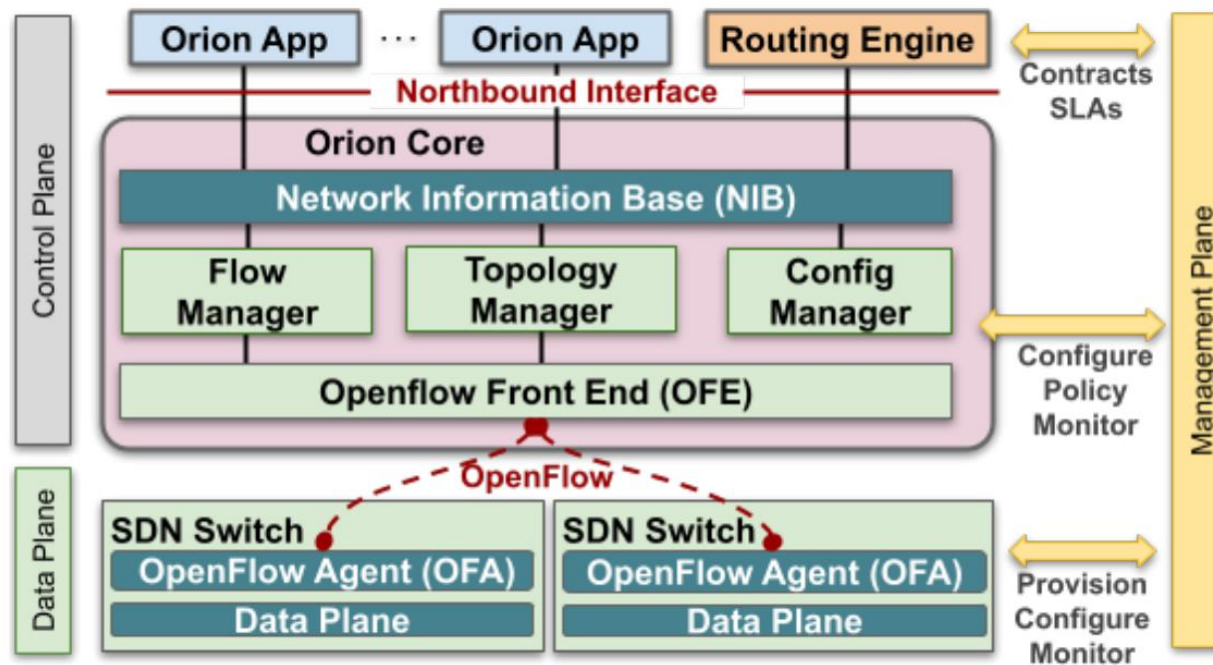 Orion App
...
Orion App
Routing Engine
Contracts
SLAs
Northbound Interface
Control Plane
Orion Core
Network Information Base (NIB)
Flow
Manager
Topology
Manager
Config
Manager
Configure
Policy
Monitor
Management Plane
Openflow Front End (OFE)
OpenFlow
Data Plane
SDN Switch
OpenFlow Agent (OFA)
Data Plane
SDN Switch
OpenFlow Agent (OFA)
Data Plane
Provision
Configure
Monitor